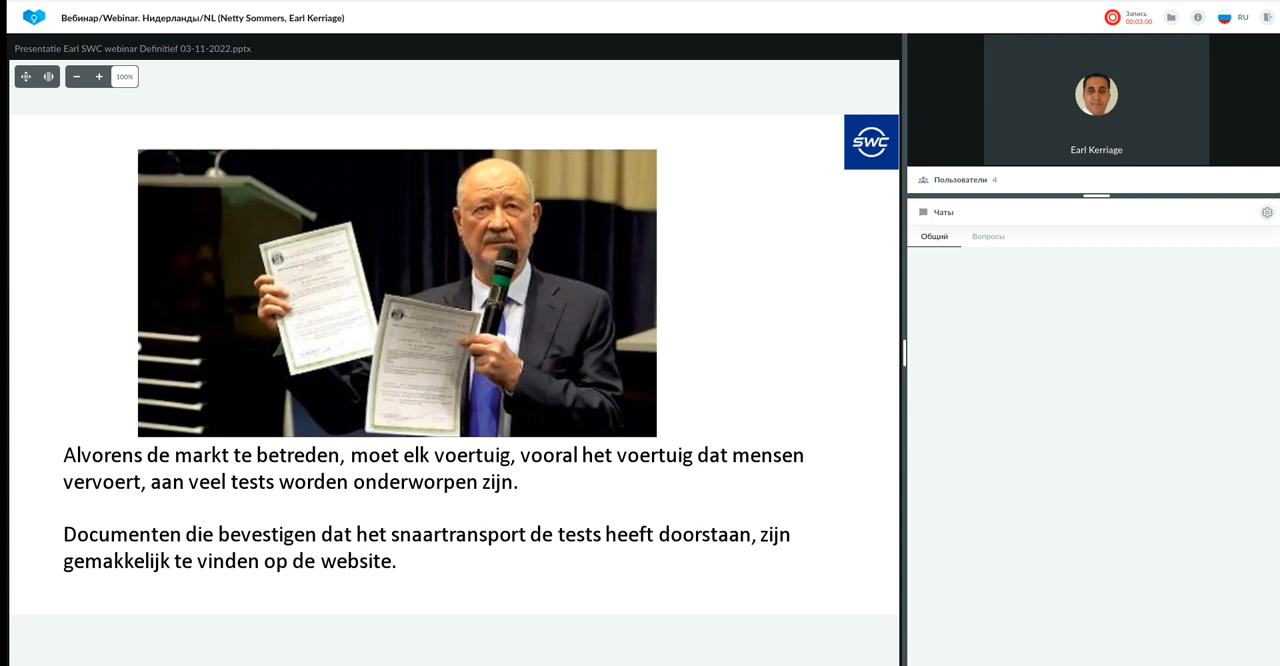 Вебинар/Webinar. Нидерланды/NL (Netty Sommers, Earl Kerriage)
Запись
00:03:00
RU
Presentatie Earl SWC webinar Definitief 03-11-2022.pptx
100%
SWC
Earl Kerriage
Пользователи 4
Чаты
Общий Вопросы
Alvorens de markt te betreden, moet elk voertuig, vooral het voertuig dat mensen
vervoert, aan veel tests worden onderworpen zijn.
Documenten die bevestigen dat het snaartransport de tests heeft doorstaan, zijn
gemakkelijk te vinden op de website.